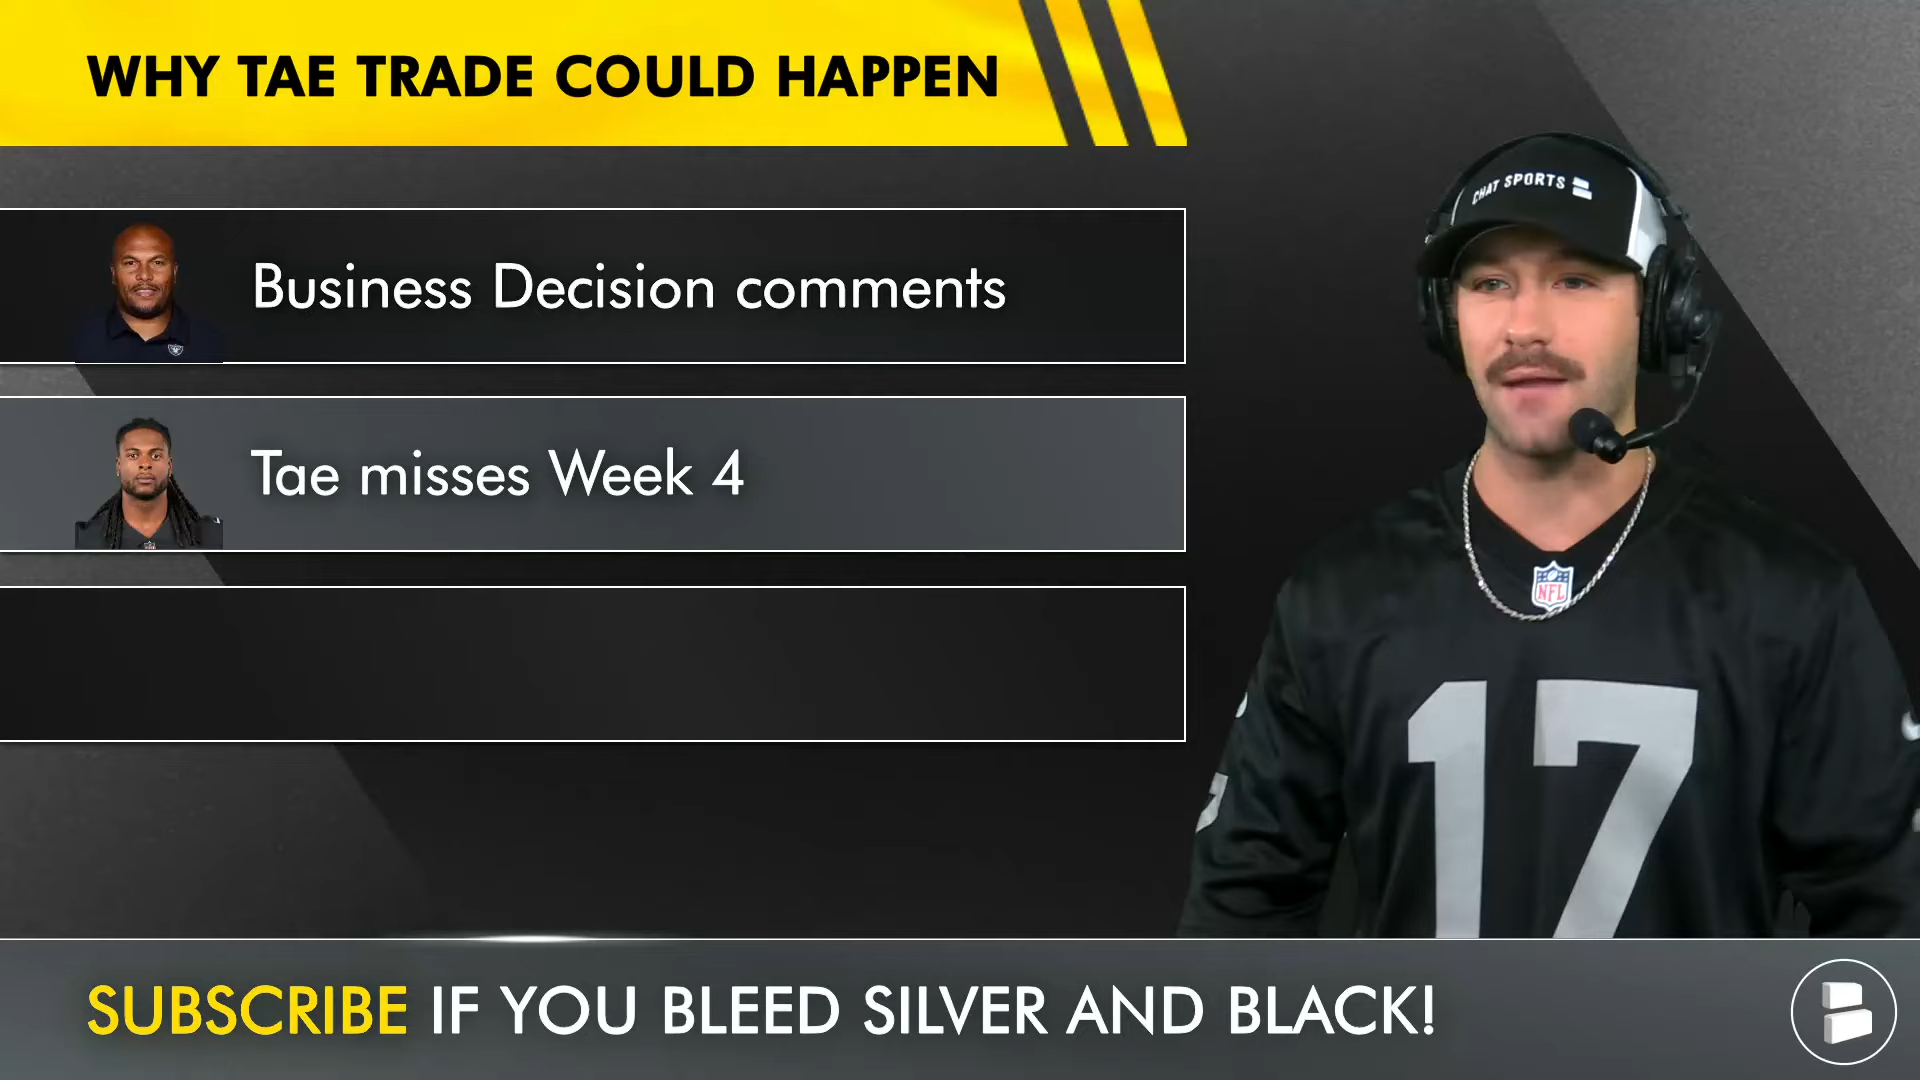 WHY TAE TRADE COULD HAPPEN
CHAT SPORTS
Business Decision comments
Tae misses Week 4
NFL
17
SUBSCRIBE IF YOU BLEED SILVER AND BLACK!